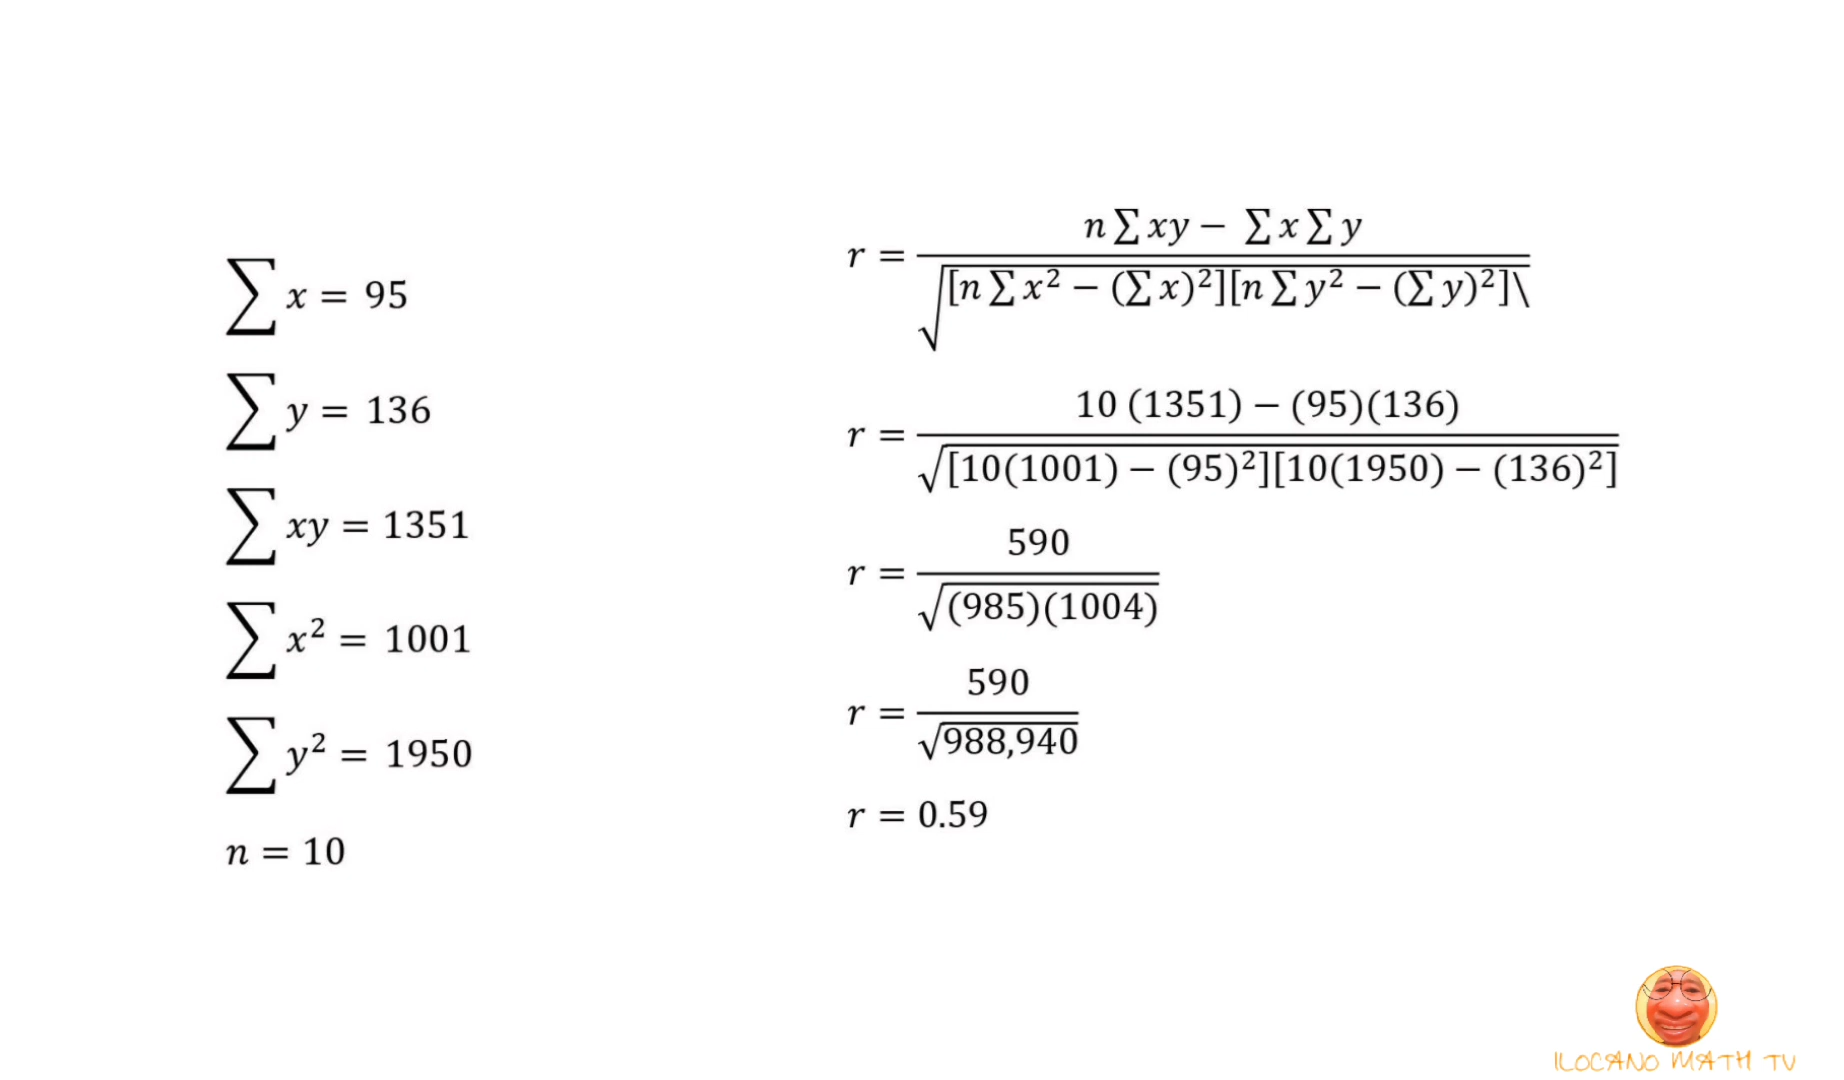 ∑ x = 95
∑ y = 136
∑ xy = 1351
∑ x² = 1001
∑ y² = 1950
n = 10
r = n ∑ xy − ∑ x ∑ y / √[n ∑ x² − (∑ x)²][n ∑ y² − (∑ y)²]\
r = 10 (1351) − (95)(136) / √[10(1001) − (95)²][10(1950) − (136)²]
r = 590 / √(985)(1004)
r = 590 / √988,940
r = 0.59
ILOCANO MATH TV